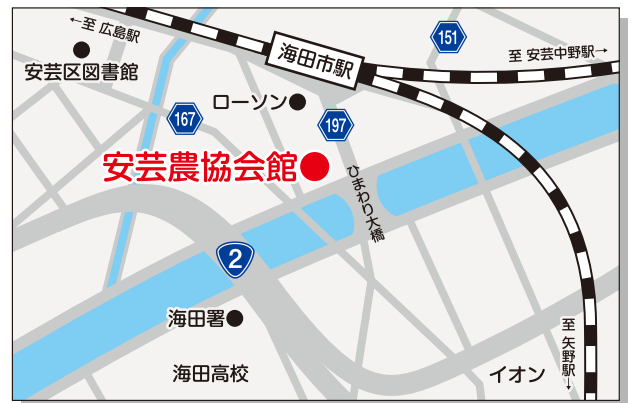 ←至 広島駅
151
至 安芸中野駅→
海田市駅
安芸区図書館
ローソン
167
197
安芸農協会館
ひまわり大橋
2
海田署
至 矢野駅→
海田高校
イオン